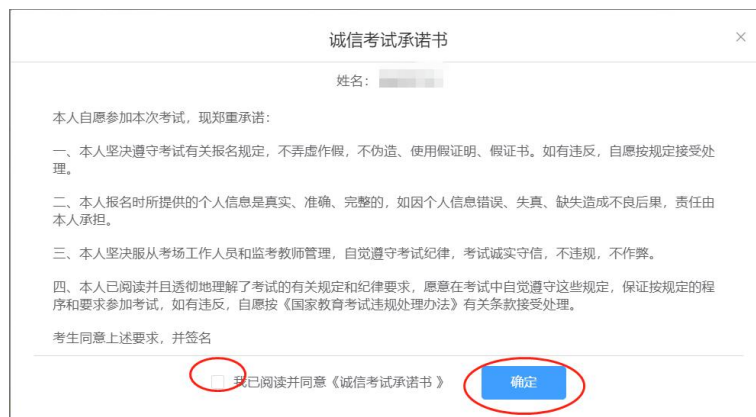 诚信考试承诺书
姓名：
本人自愿参加本次考试，现郑重承诺：
一、本人坚决遵守考试有关报名规定，不弄虚作假，不伪造、使用假证明、假证书。如有违反，自愿按规定接受处
理。
二、本人报名时所提供的个人信息是真实、准确、完整的，如因个人信息错误、失真、缺失造成不良后果，责任由
本人承担。
三、本人坚决服从考场工作人员和监考教师管理，自觉遵守考试纪律，考试诚实守信，不违规，不作弊。
四、本人已阅读并且透彻地理解了考试的有关规定和纪律要求，愿意在考试中自觉遵守这些规定，保证按规定的程
序和要求参加考试，如有违反，自愿按《国家教育考试违规处理办法》有关条款接受处理。
考生同意上述要求，并签名
我已阅读并同意《诚信考试承诺书 》
确定